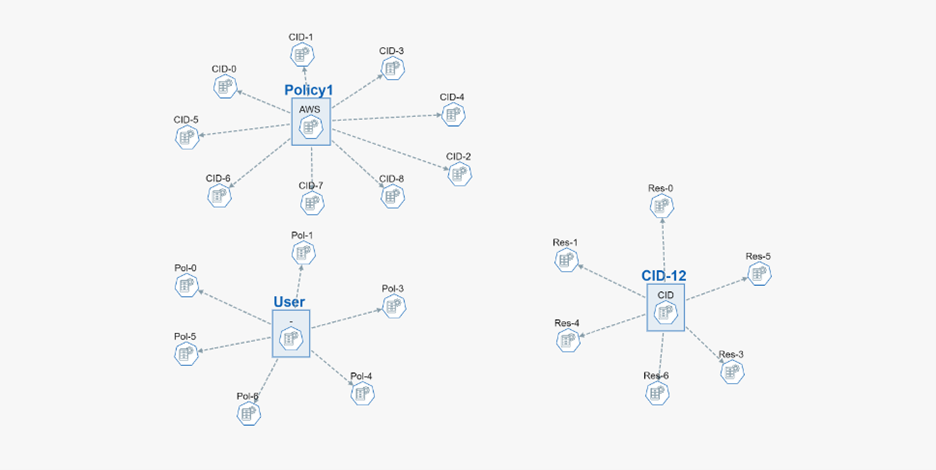 CID-1
CID-3
CID-0
Policy1
CID-4
AWS
CID-5
CID-2
CID-6
CID-7
CID-8
Pol-1
Pol-0
Pol-3
User
-
Pol-5
Pol-4
Pol-6
Res-0
Res-1
Res-5
CID-12
CID
Res-4
Res-3
Res-6